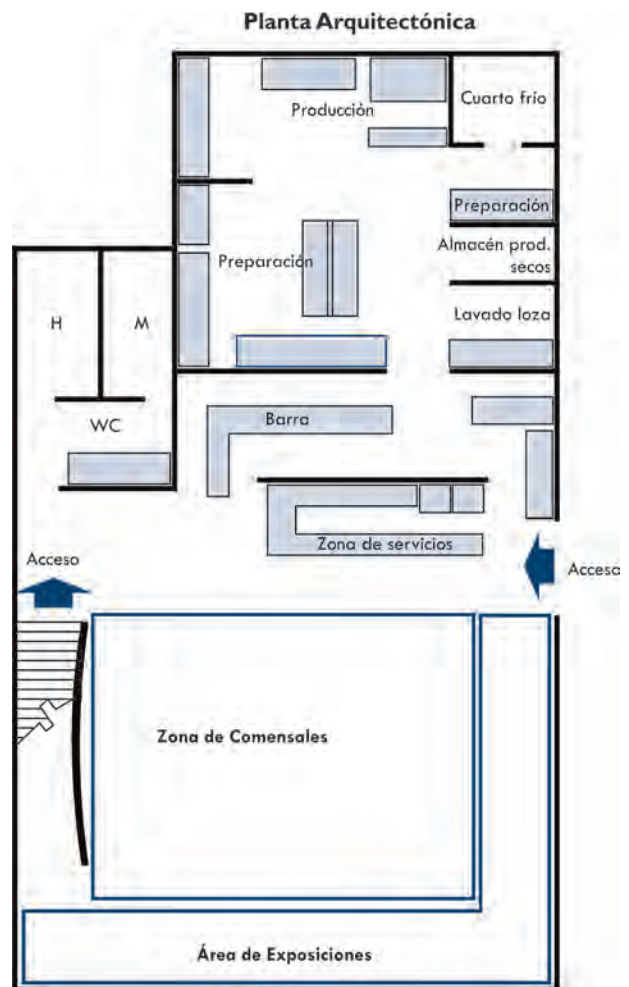 Planta Arquitectónica
Cuarto frío
Producción
Preparación
Almacén prod.
secos
Preparación
Lavado loza
H
M
WC
Barra
Zona de servicios
Acceso
Acceso
Zona de Comensales
Área de Exposiciones